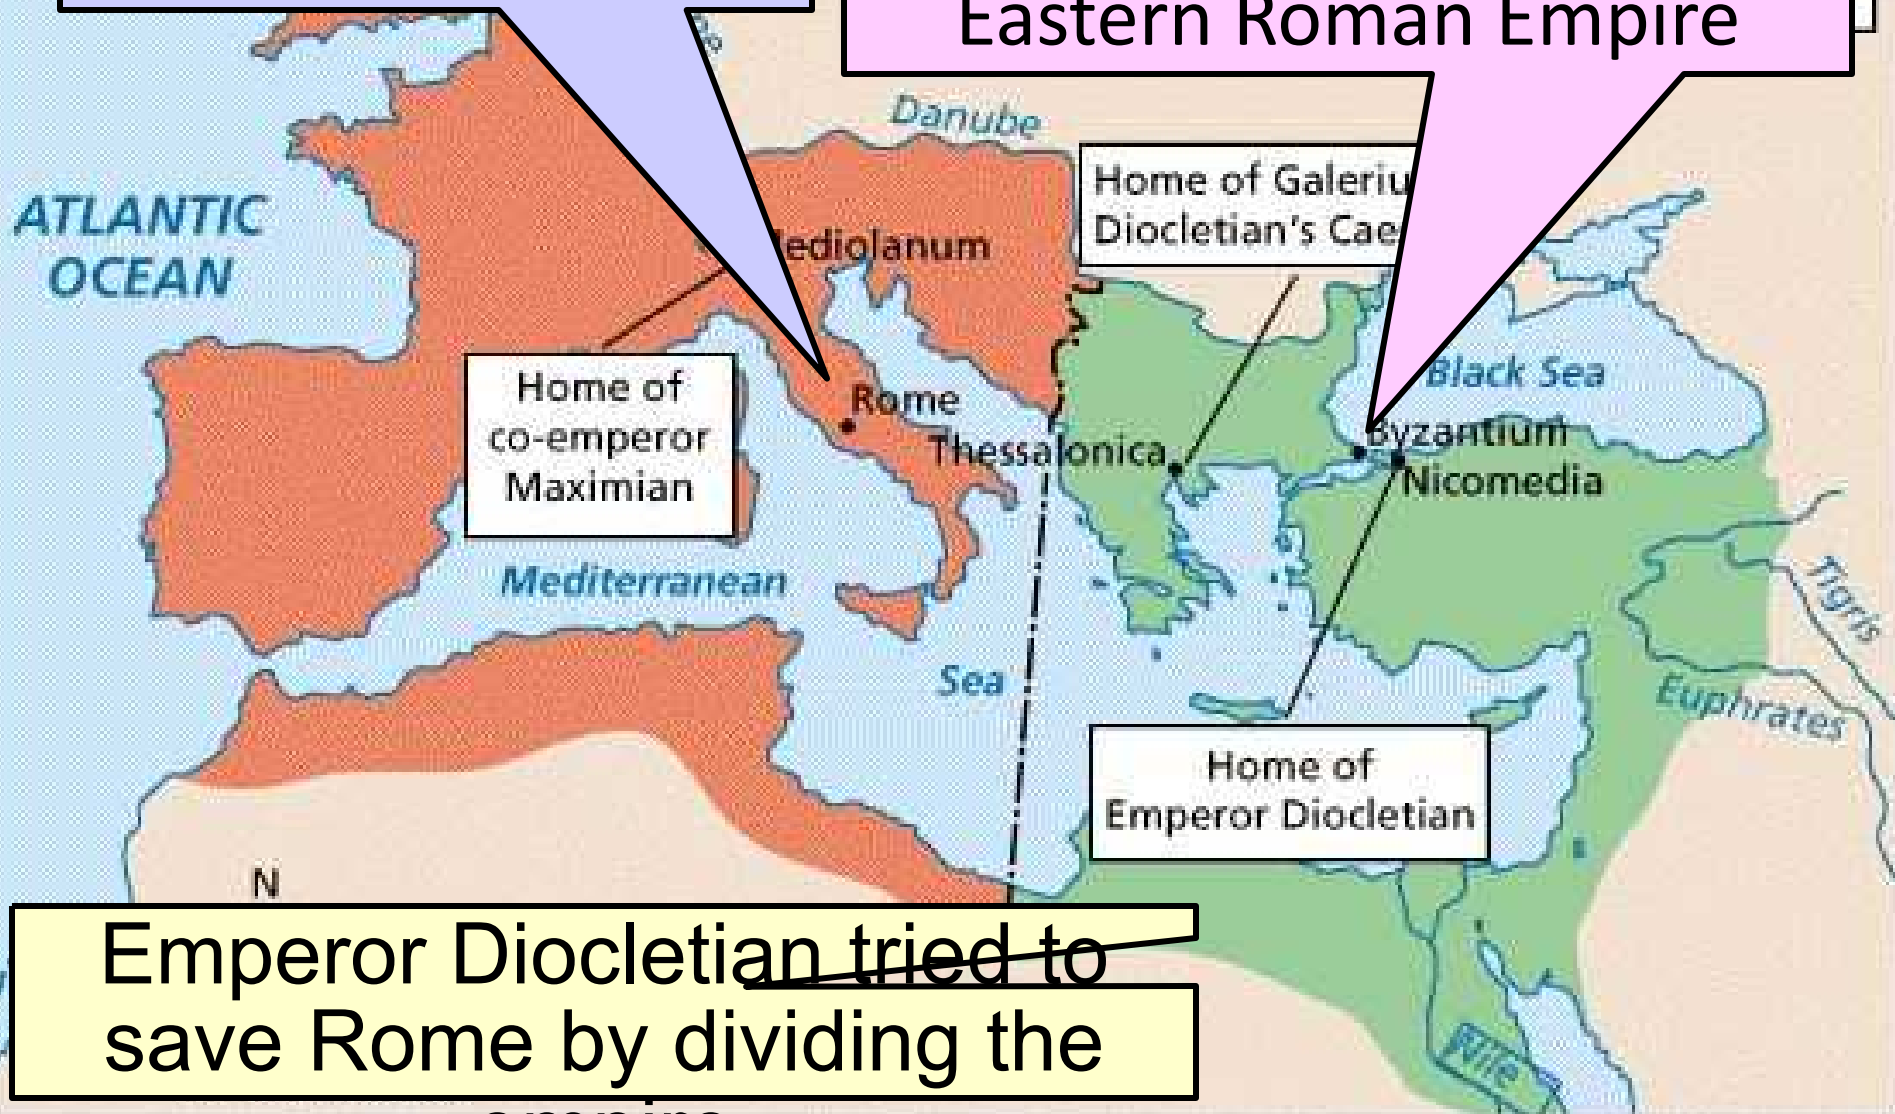 Eastern Roman Empire
Danube
Home of Galeriu
Diocletian's Cae
ATLANTIC
OCEAN
ediolanum
Black Sea
Home of
co-emperor
Maximian
Rome
Thessalonica
Byzantium
Nicomedia
Mediterranean
Sea
Tigris
Euphrates
Home of
Emperor Diocletian
N
Emperor Diocletian tried to
save Rome by dividing the
empire
Nile